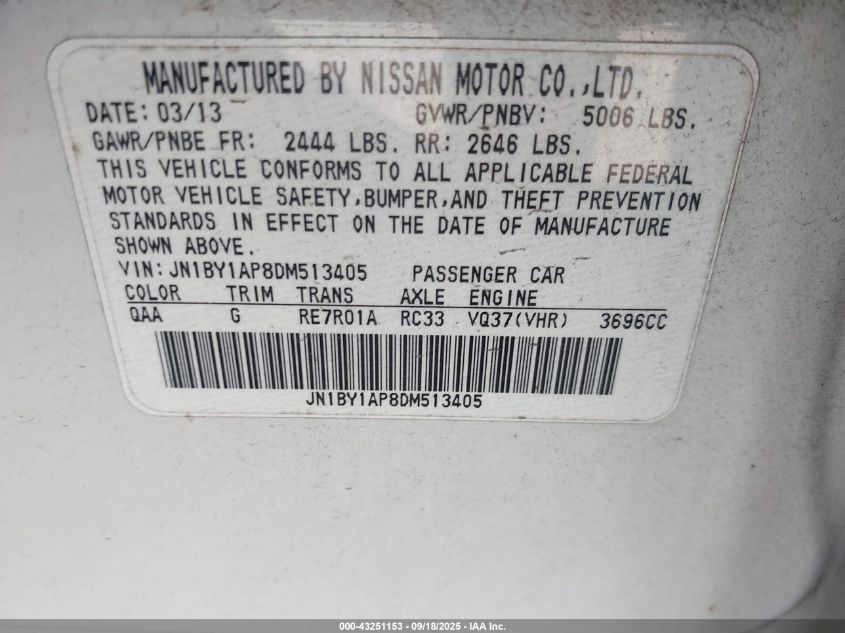 MANUFACTURED BY NISSAN MOTOR CO.,LTD.
DATE: 03/13 GVWR/PNBV: 5006 LBS.
GAWR/PNBE FR: 2444 LBS. RR: 2646 LBS.
THIS VEHICLE CONFORMS TO ALL APPLICABLE FEDERAL
MOTOR VEHICLE SAFETY,BUMPER,AND THEFT PREVENTION
STANDARDS IN EFFECT ON THE DATE OF MANUFACTURE
SHOWN ABOVE.
VIN: JN1BY1AP8DM513405 PASSENGER CAR
COLOR TRIM TRANS AXLE ENGINE
QAA G RE7R01A RC33 VQ37(VHR) 3696CC
JN1BY1AP8DM513405
000-43251153 - 09/18/2025 - IAA Inc.